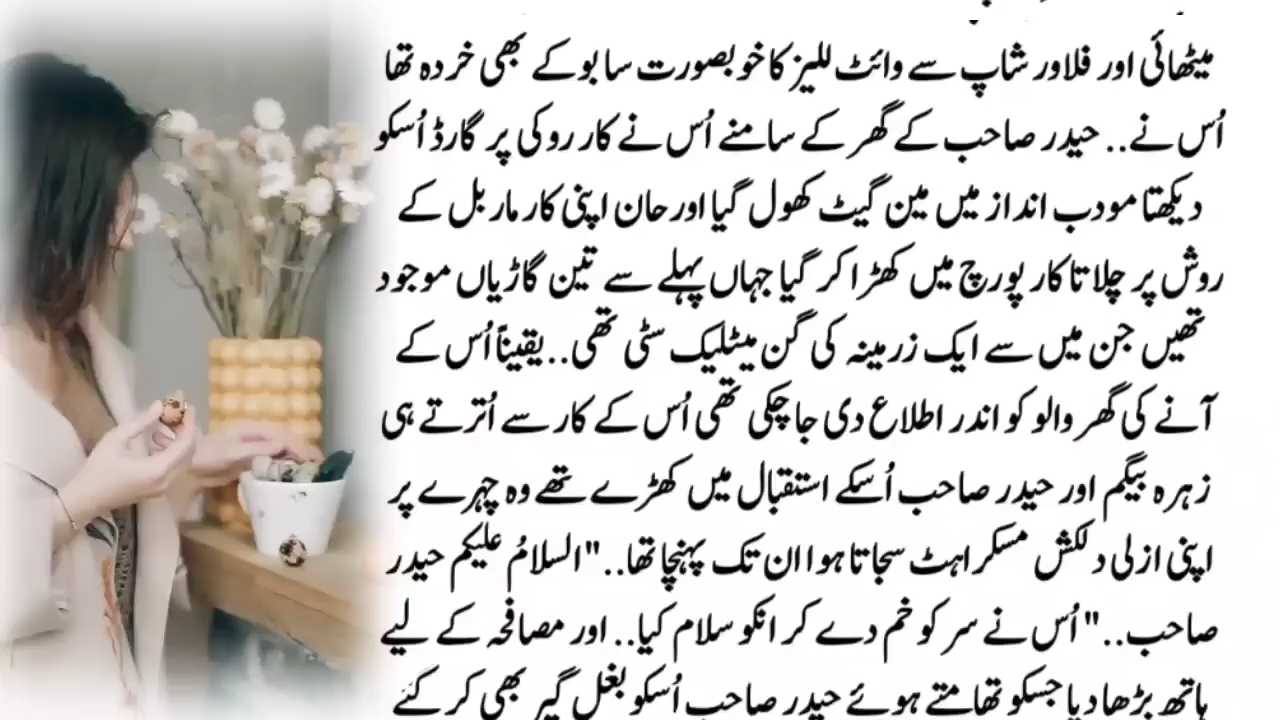 میٹھائی اور فلاور شاپ سے وائٹ للیز کا خوبصورت سا بوکے بھی خردہ تھا
اُس نے.. حیدر صاحب کے گھر کے سامنے اُس نے کار روکی پر گارڈ اُسکو
دیکھتا مودب انداز میں مین گیٹ کھول گیا اور حان اپنی کار ماربل کے
روش پر چلاتا کار پورچ میں کھڑا کر گیا جہاں پہلے سے تین گاڑیاں موجود
تھیں جن میں سے ایک زرمینہ کی گن میٹلیک سٹی تھی.. یقیناً اُس کے
آنے کی گھر والو کو اندر اطلاع دی جا چکی تھی اُس کے کار سے اُترتے ہی
زہرہ بیگم اور حیدر صاحب اُسکے استقبال میں کھڑے تھے وہ چہرے پر
اپنی ازلی دلکش مسکراہٹ سجاتا ہوا ان تک پہنچا تھا.. "السلامُ علیکم حیدر
صاحب.." اُس نے سر کو خم دے کر انکو سلام کیا.. اور مصافحہ کے لیے
ہاتھ بڑھا دیا جسکو تھامتے ہوئے حیدر صاحب اُسکو بغل گیر بھی کر گئے